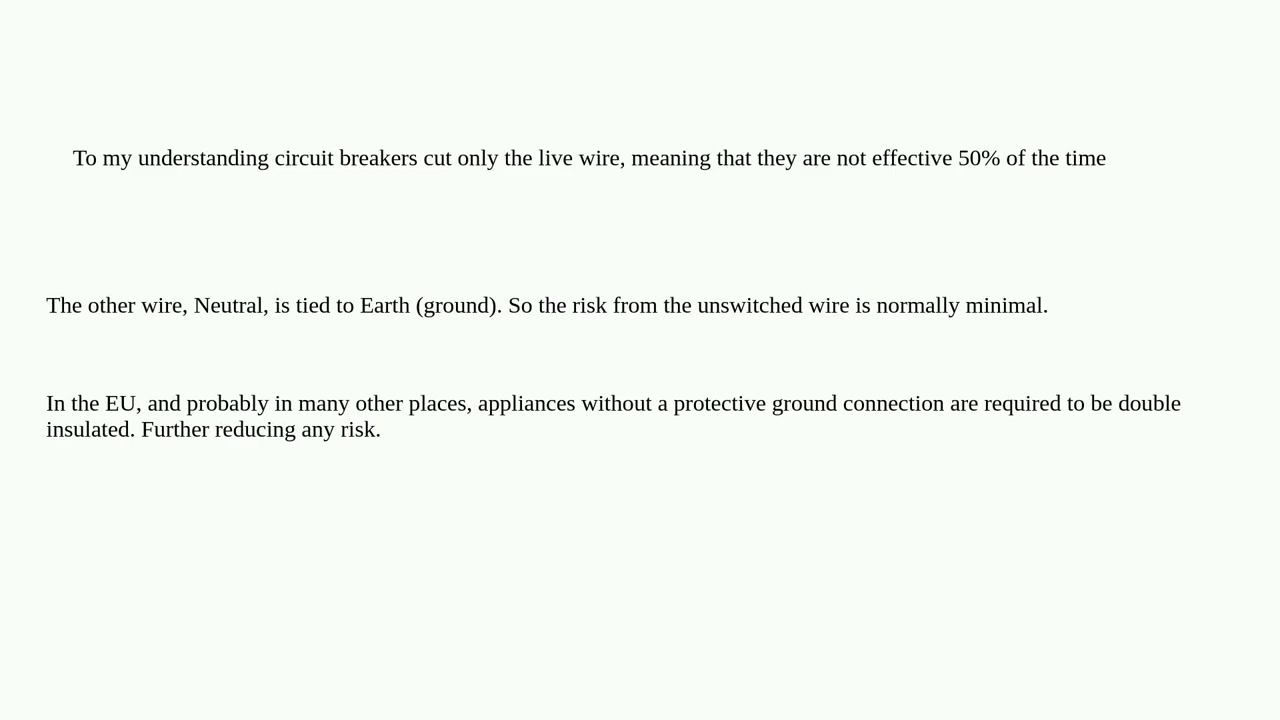 To my understanding circuit breakers cut only the live wire, meaning that they are not effective 50% of the time
The other wire, Neutral, is tied to Earth (ground). So the risk from the unswitched wire is normally minimal.
In the EU, and probably in many other places, appliances without a protective ground connection are required to be double
insulated. Further reducing any risk.